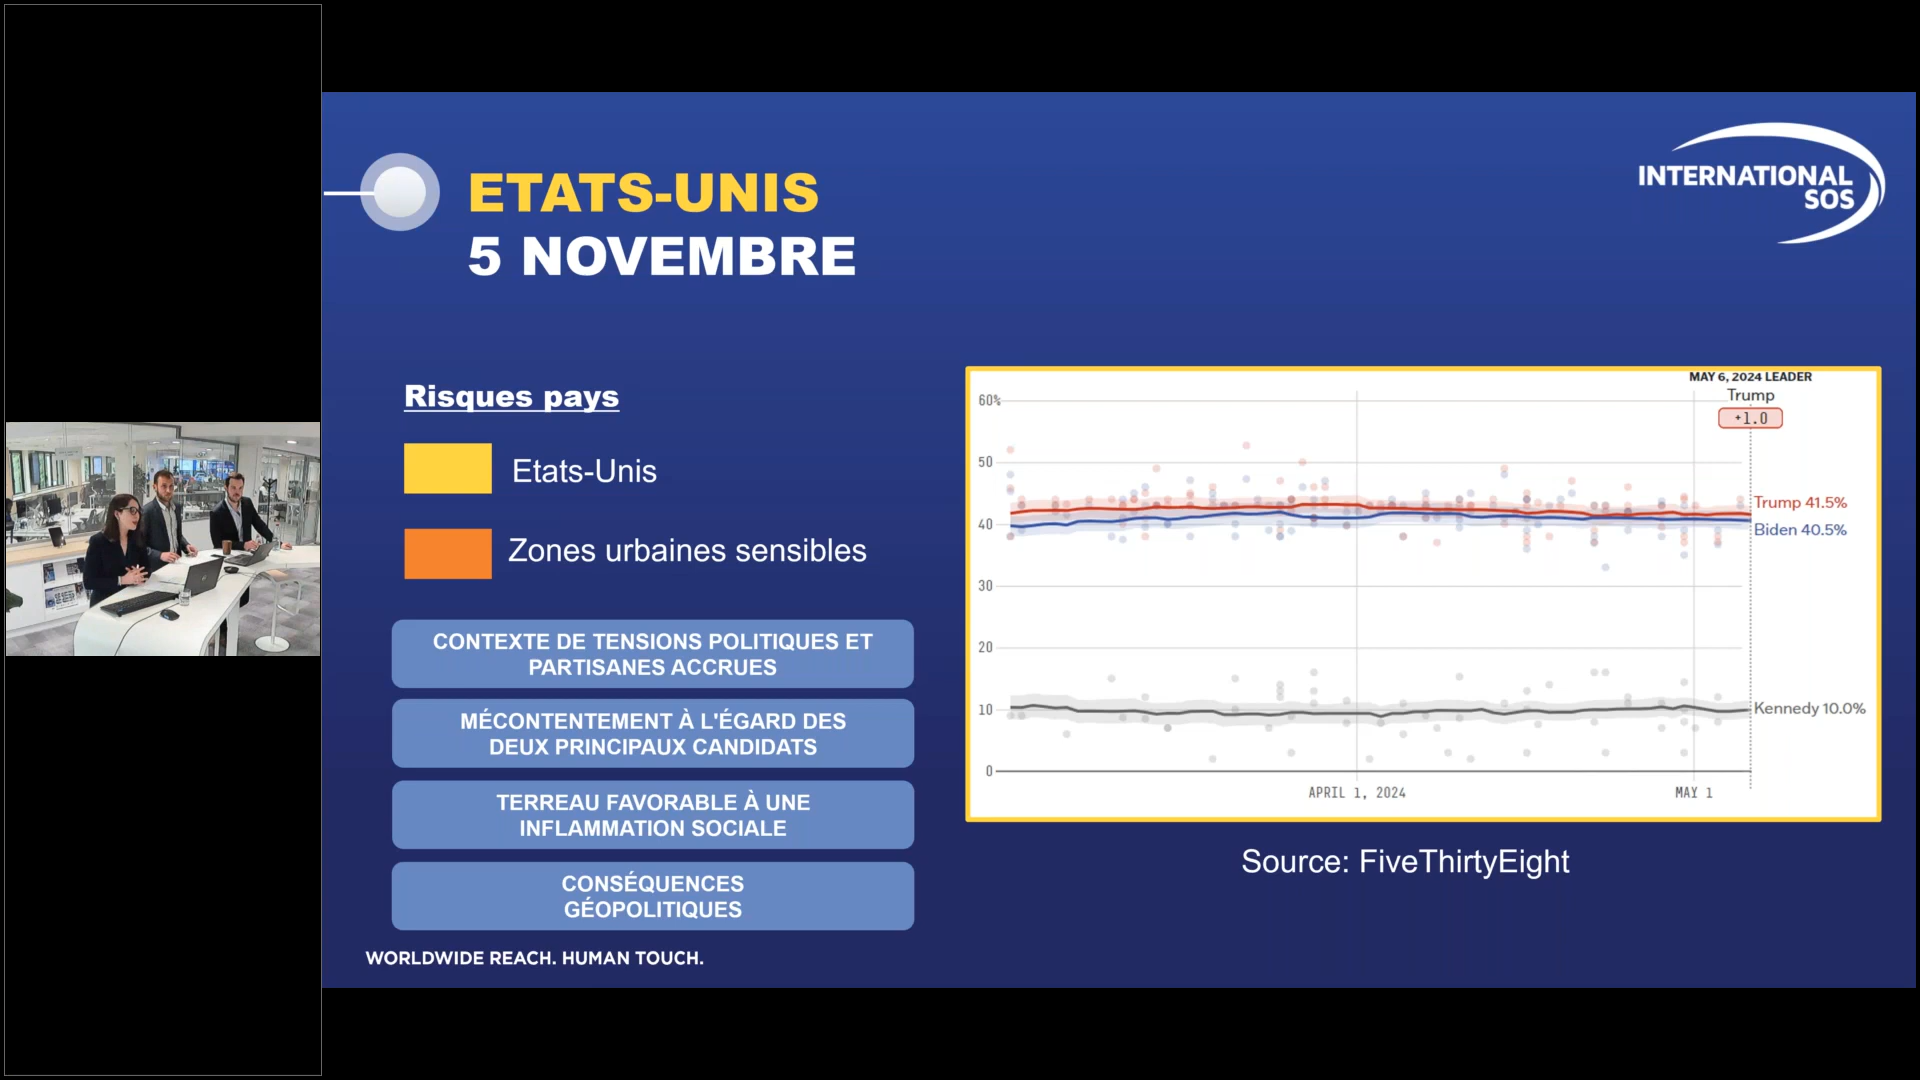 ETATS-UNIS
5 NOVEMBRE
INTERNATIONAL
SOS
Risques pays
Etats-Unis
Zones urbaines sensibles
CONTEXTE DE TENSIONS POLITIQUES ET
PARTISANES ACCRUES
MÉCONTENTEMENT À L'ÉGARD DES
DEUX PRINCIPAUX CANDIDATS
TERREAU FAVORABLE À UNE
INFLAMMATION SOCIALE
CONSÉQUENCES
GÉOPOLITIQUES
WORLDWIDE REACH. HUMAN TOUCH.
MAY 6, 2024 LEADER
Trump
+1.0
60%
50
40
30
20
10
0
Trump 41.5%
Biden 40.5%
Kennedy 10.0%
APRIL 1, 2024
MAY 1
Source: FiveThirtyEight